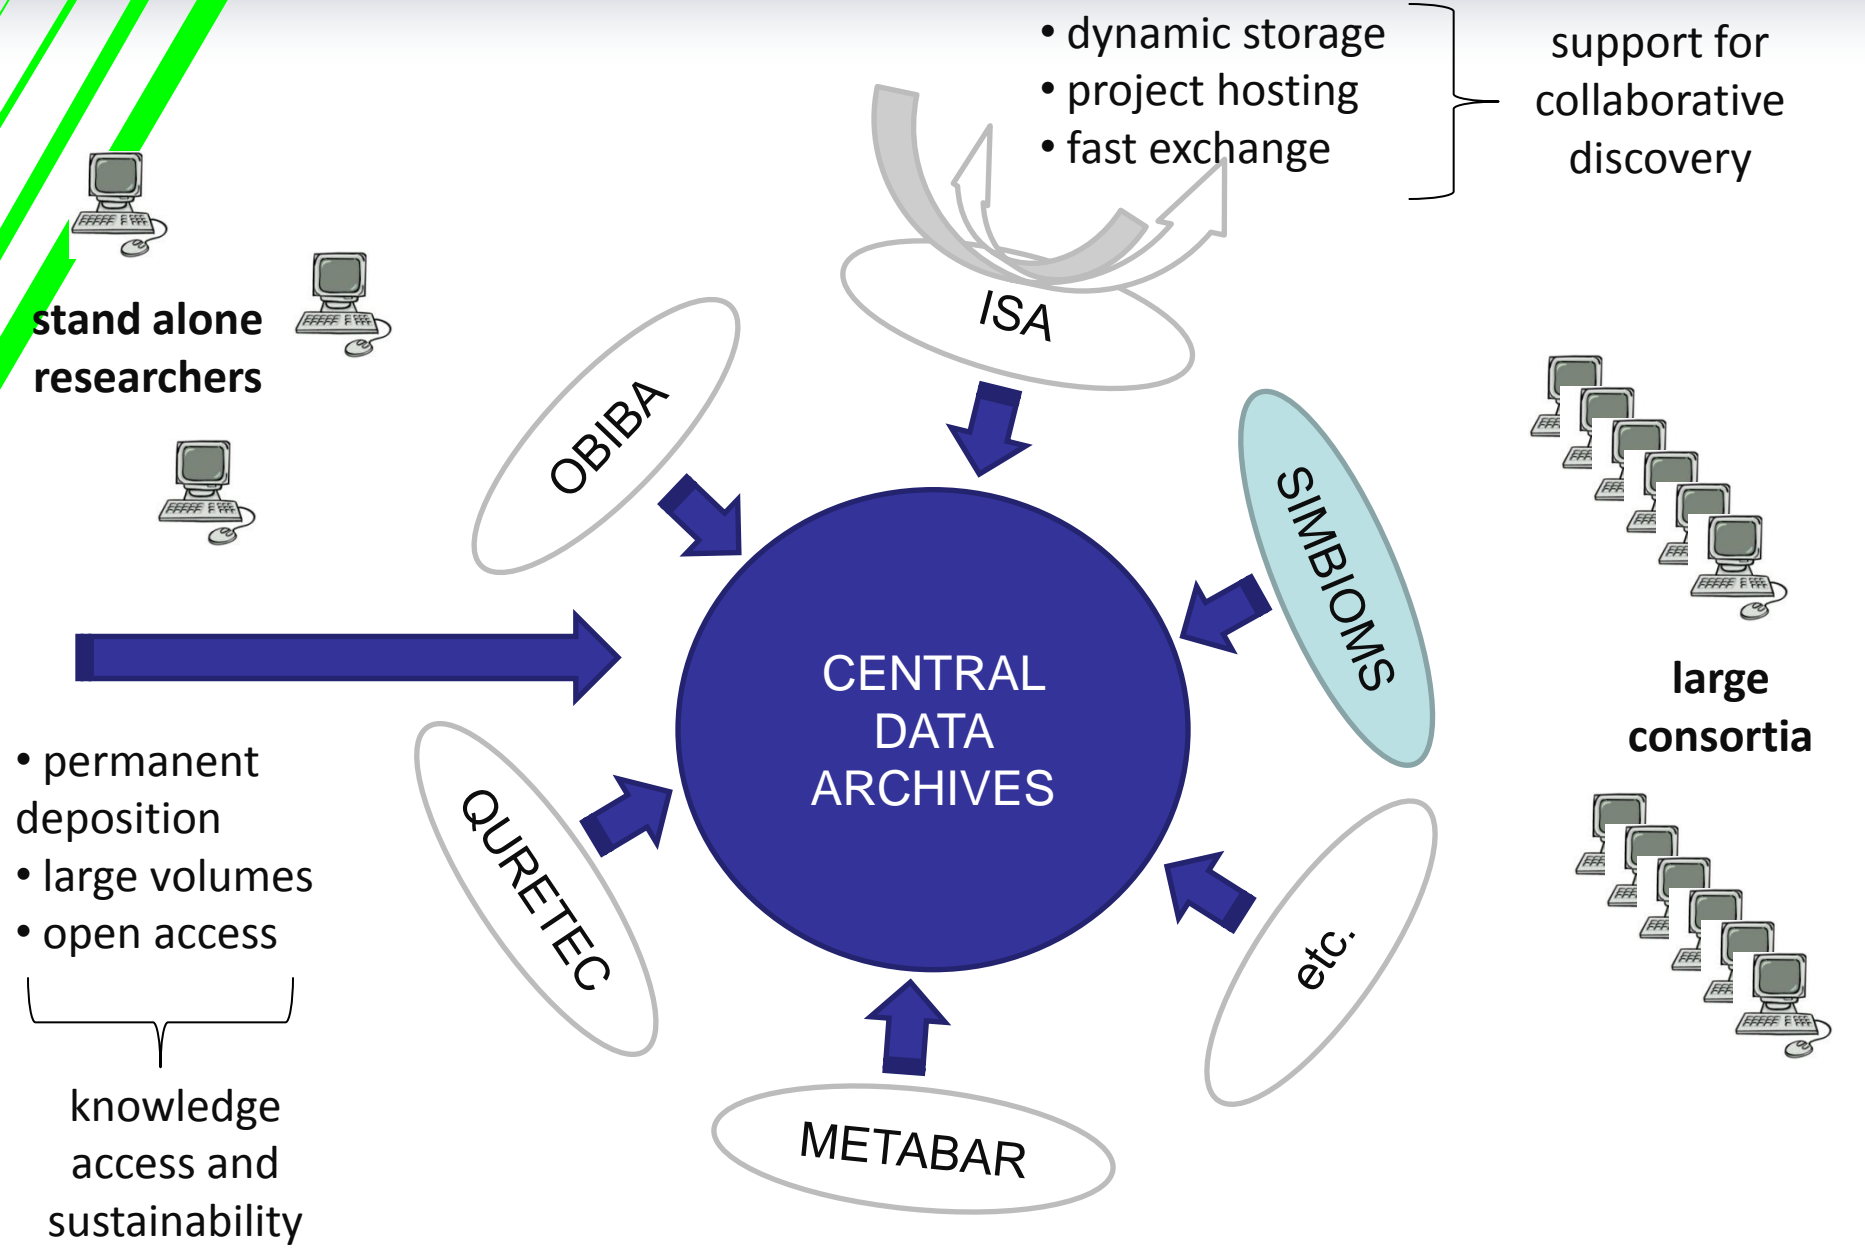 • dynamic storage
• project hosting
• fast exchange
support for
collaborative
discovery
stand alone
researchers
ISA
OBIBA
SIMBIOMS
CENTRAL
DATA
ARCHIVES
large
consortia
• permanent
deposition
• large volumes
• open access
QURETEC
etc.
METABAR
knowledge
access and
sustainability